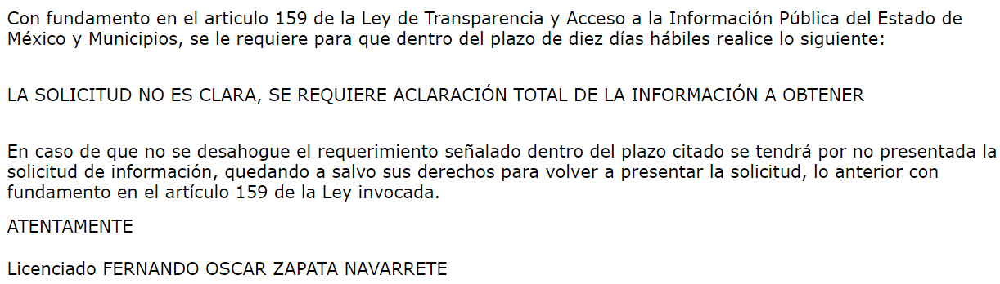 Con fundamento en el articulo 159 de la Ley de Transparencia y Acceso a la Información Pública del Estado de
México y Municipios, se le requiere para que dentro del plazo de diez días hábiles realice lo siguiente:
LA SOLICITUD NO ES CLARA, SE REQUIERE ACLARACIÓN TOTAL DE LA INFORMACIÓN A OBTENER
En caso de que no se desahogue el requerimiento señalado dentro del plazo citado se tendrá por no presentada la
solicitud de información, quedando a salvo sus derechos para volver a presentar la solicitud, lo anterior con
fundamento en el artículo 159 de la Ley invocada.
ATENTAMENTE
Licenciado FERNANDO OSCAR ZAPATA NAVARRETE